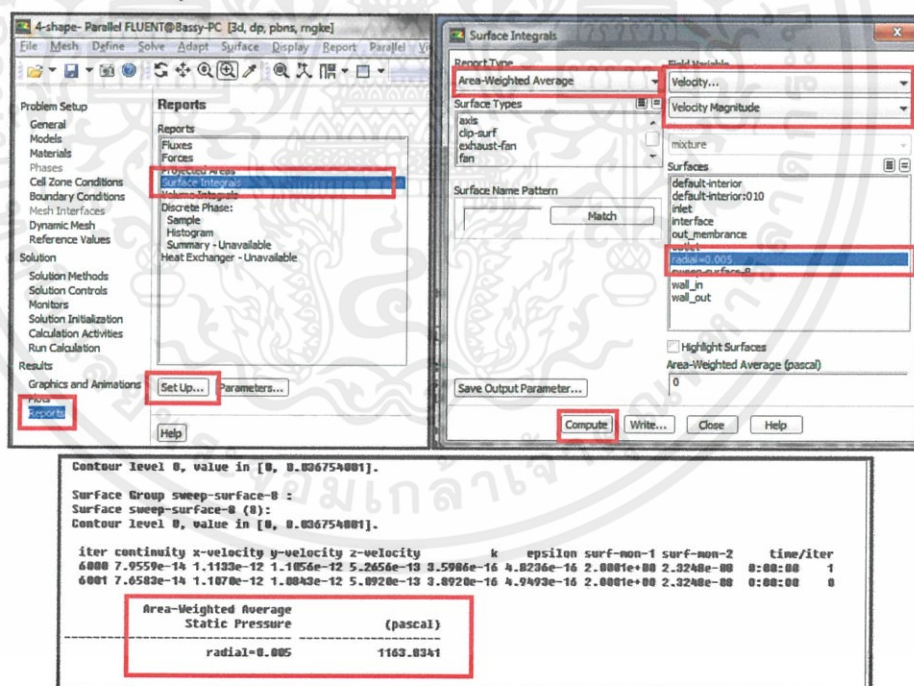 4-shape- Parallel FLUENT@Bassy-PC [3d, dp, pbns, rngke]
File Mesh Define Solve Adapt Surface Display Report Parallel
Problem Setup
General
Models
Materials
Phases
Cell Zone Conditions
Boundary Conditions
Mesh Interfaces
Dynamic Mesh
Reference Values
Solution
Solution Methods
Solution Controls
Monitors
Solution Initialization
Calculation Activities
Run Calculation
Results
Graphics and Animations
Plots
Reports
Reports
Reports
Fluxes
Forces
Projected Areas
Surface Integrals
Volume Integrals
Discrete Phase:
Sample
Histogram
Summary - Unavailable
Heat Exchanger - Unavailable
Set Up... Parameters...
Help
Surface Integrals
Report Type
Area-Weighted Average
Surface Types
axis
clip-surf
exhaust-fan
fan
Surface Name Pattern
Match
Save Output Parameter...
Field Variable
Velocity...
Velocity Magnitude
mixture
Surfaces
default-interior
default-interior:010
inlet
interface
out_membrance
outlet
radial=0.005
sweep-surface-8
wall_in
wall_out
Highlight Surfaces
Area-Weighted Average (pascal)
0
Compute Write... Close Help
Contour level 0, value in [0, 0.036754001].
Surface Group sweep-surface-8 :
Surface sweep-surface-8 (8):
Contour level 0, value in [0, 0.036754001].
iter continuity x-velocity y-velocity z-velocity k epsilon surf-mon-1 surf-mon-2 time/iter
6000 7.9559e-14 1.1133e-12 1.1056e-12 5.2656e-13 3.5986e-16 4.8236e-16 2.0001e+00 2.3248e-08 0:00:00 1
6001 7.6583e-14 1.1070e-12 1.0843e-12 5.0920e-13 3.8920e-16 4.9493e-16 2.0001e+00 2.3248e-08 0:00:00 0
Area-Weighted Average
Static Pressure (pascal)
radial=0.005 1163.8341